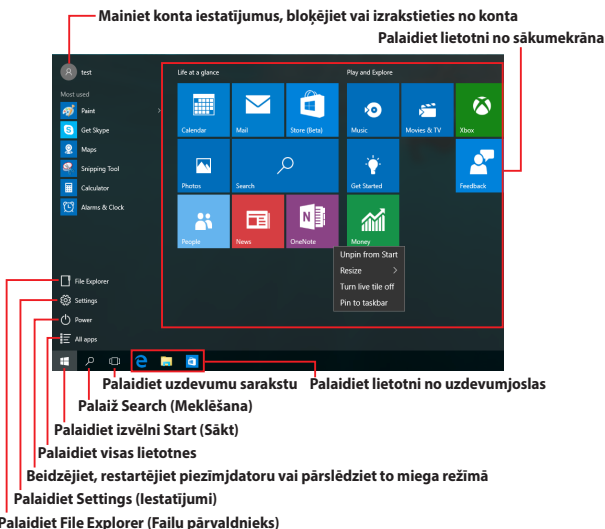 Mainiet konta iestatījumus, bloķējiet vai izrakstieties no konta
Palaidiet lietotni no sākumekrāna
test
Life at a glance
Play and Explore
Most used
Paint
Get Skype
Maps
Snipping Tool
Calculator
Alarms & Clock
Calendar
Mail
Store (Beta)
Music
Movies & TV
Xbox
Photos
Search
Get Started
Feedback
People
News
OneNote
Money
Unpin from Start
Resize
Turn live tile off
Pin to taskbar
File Explorer
Settings
Power
All apps
Palaidiet uzdevumu sarakstu
Palaidiet lietotni no uzdevumjoslas
Palaiž Search (Meklēšana)
Palaidiet izvēlni Start (Sākt)
Palaidiet visas lietotnes
Beidzējiet, restartējiet piezīmjdatoru vai pārslēdziet to miega režīmā
Palaidiet Settings (Iestatījumi)
Palaidiet File Explorer (Failu pārvaldnieks)